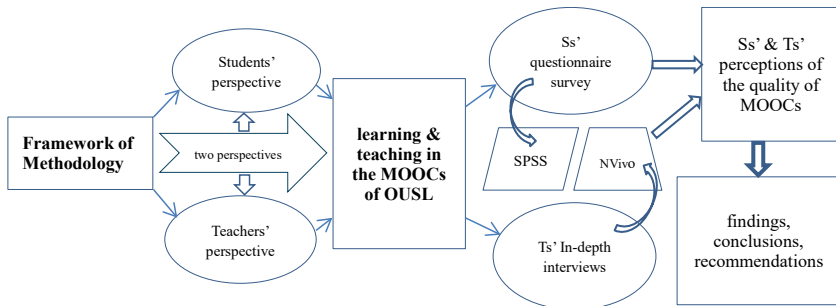 Framework of
Methodology
Students’
perspective
two perspectives
Teachers’
perspective
learning &
teaching in
the MOOCs
of OUSL
Ss’
questionnaire
survey
SPSS
NVivo
Ts’ In-depth
interviews
Ss’ & Ts’
perceptions of
the quality of
MOOCs
findings,
conclusions,
recommendations